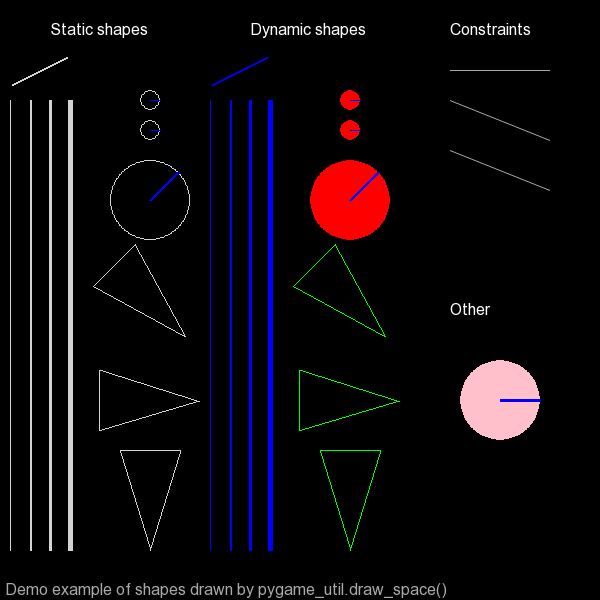 Static shapes
Dynamic shapes
Constraints
Other
Demo example of shapes drawn by pygame_util.draw_space()